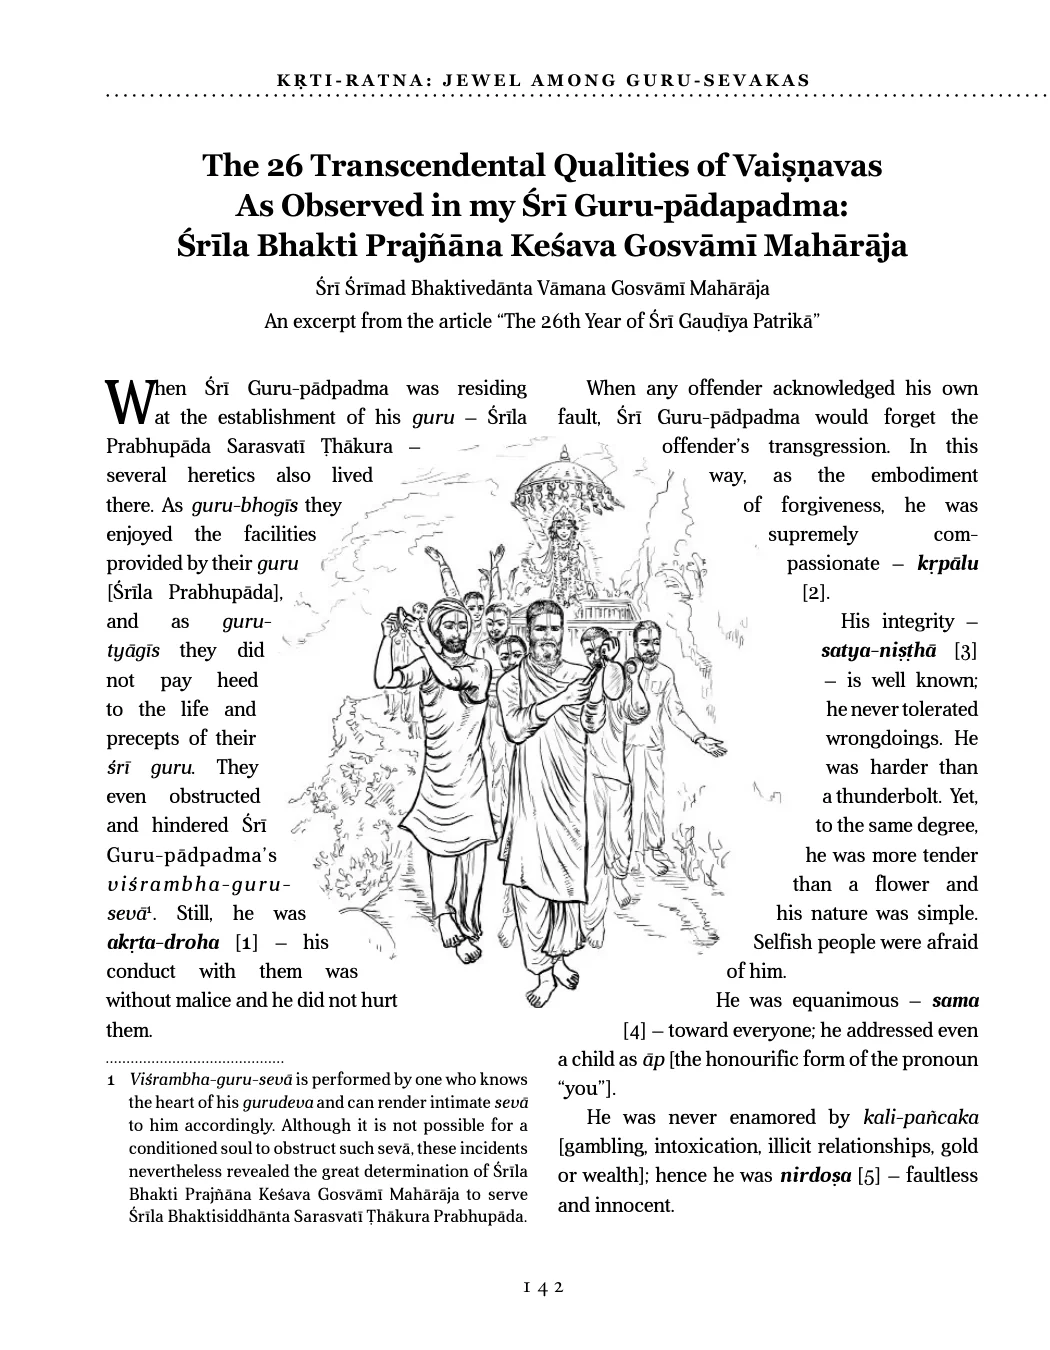 KṚTI-RATNA: JEWEL AMONG GURU-SEVAKAS
The 26 Transcendental Qualities of Vaiṣṇavas
As Observed in my Śrī Guru-pādapadma:
Śrīla Bhakti Prajñāna Keśava Gosvāmī Mahārāja
Śrī Śrīmad Bhaktivedānta Vāmana Gosvāmī Mahārāja
An excerpt from the article “The 26th Year of Śrī Gauḍīya Patrikā”
When Śrī Guru-pādpadma was residing
at the establishment of his guru – Śrīla
Prabhupāda Sarasvatī Ṭhākura –
several heretics also lived
there. As guru-bhogīs they
enjoyed the facilities
provided by their guru
[Śrīla Prabhupāda],
and as guru-
tyāgīs they did
not pay heed
to the life and
precepts of their
śrī guru. They
even obstructed
and hindered Śrī
Guru-pādpadma’s
viśrambha-guru-
sevā¹. Still, he was
akṛta-droha [1] – his
conduct with them was
without malice and he did not hurt
them.
1 Viśrambha-guru-sevā is performed by one who knows
the heart of his gurudeva and can render intimate sevā
to him accordingly. Although it is not possible for a
conditioned soul to obstruct such sevā, these incidents
nevertheless revealed the great determination of Śrīla
Bhakti Prajñāna Keśava Gosvāmī Mahārāja to serve
Śrīla Bhaktisiddhānta Sarasvatī Ṭhākura Prabhupāda.
When any offender acknowledged his own
fault, Śrī Guru-pādpadma would forget the
offender’s transgression. In this
way, as the embodiment
of forgiveness, he was
supremely com-
passionate – kṛpālu
[2].
His integrity –
satya-niṣṭhā [3]
– is well known;
he never tolerated
wrongdoings. He
was harder than
a thunderbolt. Yet,
to the same degree,
he was more tender
than a flower and
his nature was simple.
Selfish people were afraid
of him.
He was equanimous – sama
[4] – toward everyone; he addressed even
a child as āp [the honourific form of the pronoun
“you”].
He was never enamored by kali-pañcaka
[gambling, intoxication, illicit relationships, gold
or wealth]; hence he was nirdoṣa [5] – faultless
and innocent.
142